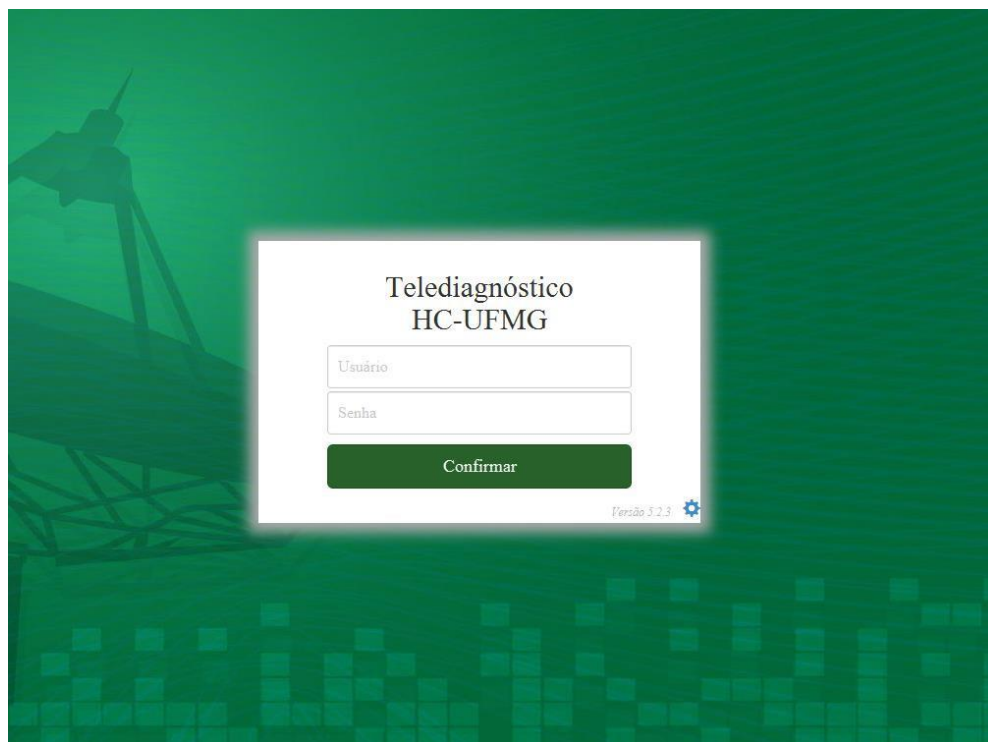 Telediagnóstico
HC-UFMG
Usuário
Senha
Confirmar
Versão 5.2.3